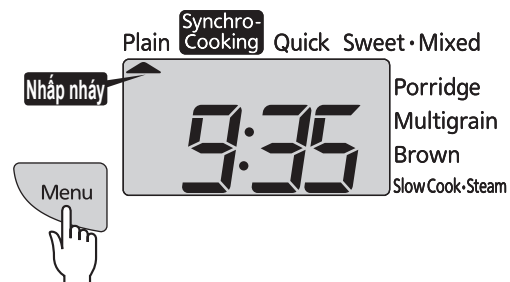 Synchro-
Plain Cooking Quick Sweet・Mixed
Nhấp nháy
Porridge
9:35
Multigrain
Brown
Menu
Slow Cook・Steam